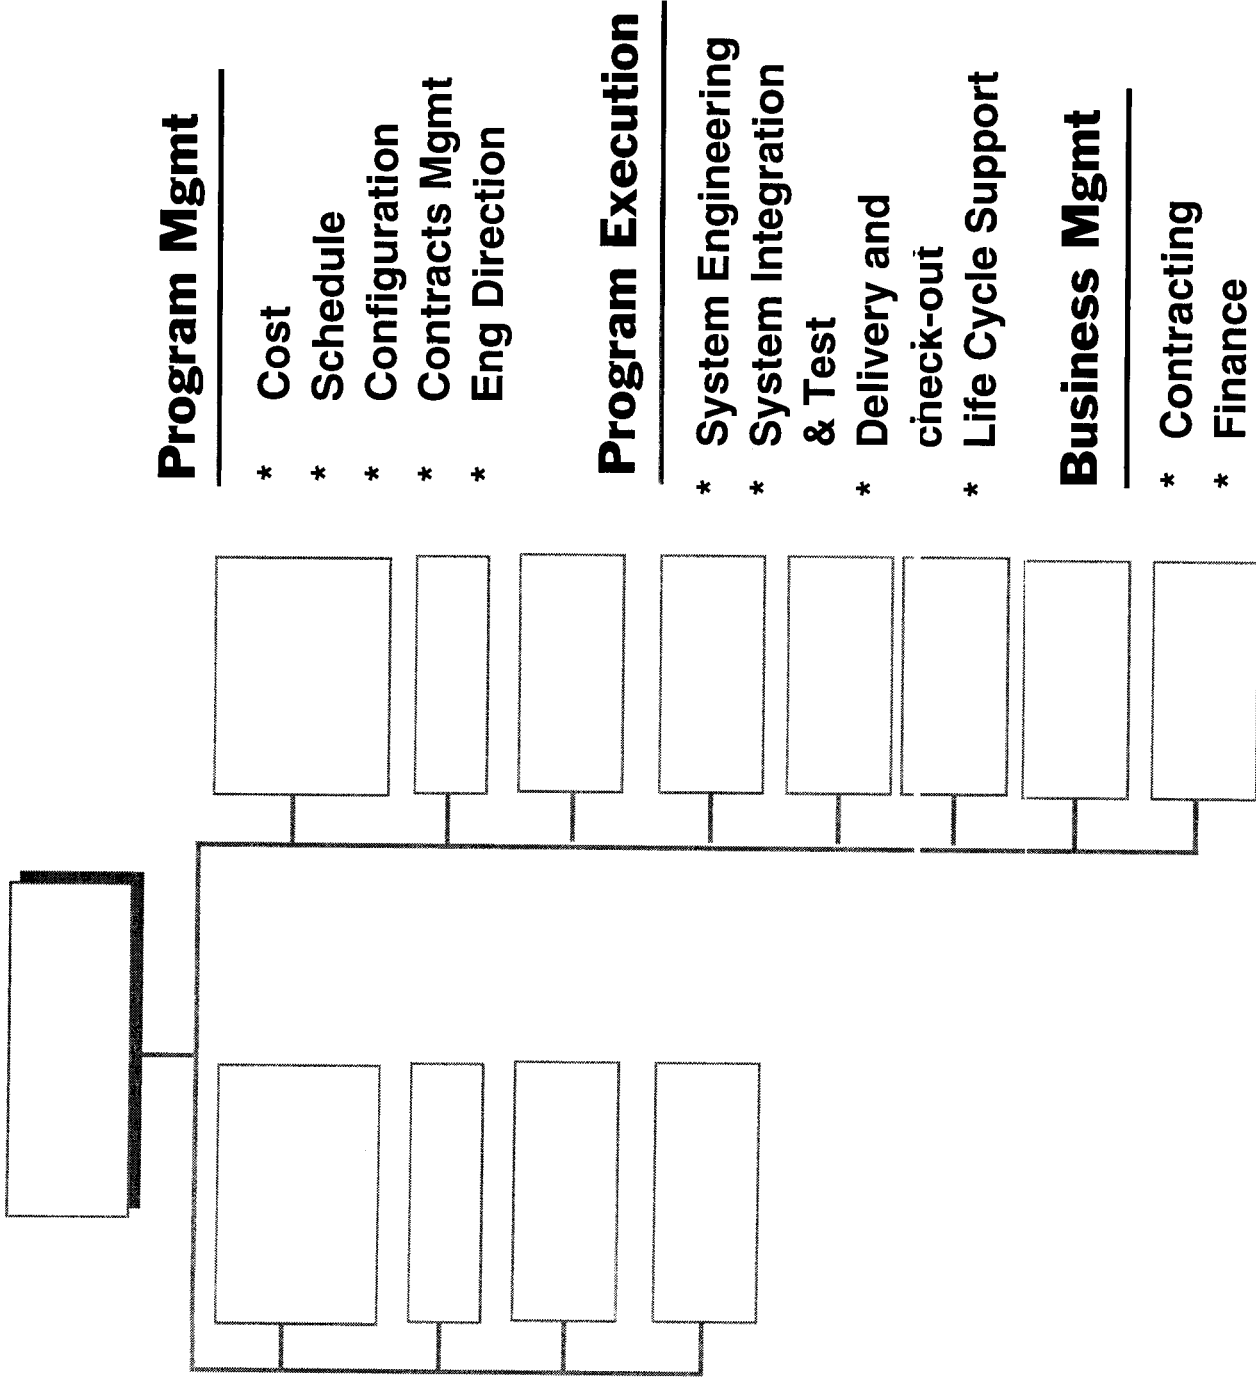 Program Mgmt
* Cost
* Schedule
* Configuration
* Contracts Mgmt
* Eng Direction
Program Execution
* System Engineering
* System Integration
& Test
* Delivery and
check-out
* Life Cycle Support
Business Mgmt
* Contracting
* Finance